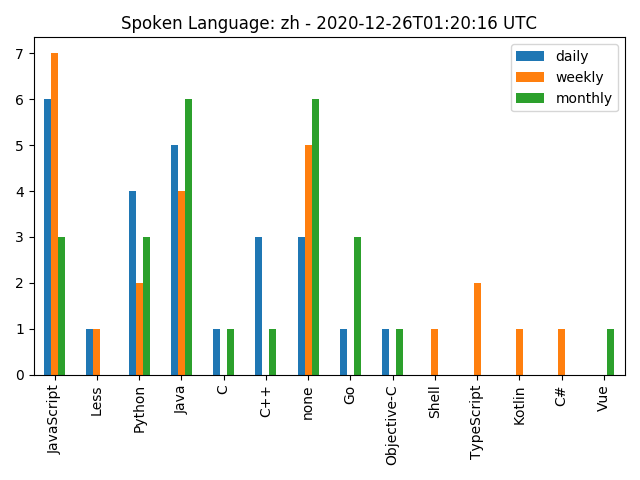 Spoken Language: zh - 2020-12-26T01:20:16 UTC
daily
weekly
monthly
7
6
5
4
3
2
1
0
JavaScript
Less
Python
Java
C
C++
none
Go
Objective-C
Shell
TypeScript
Kotlin
C#
Vue